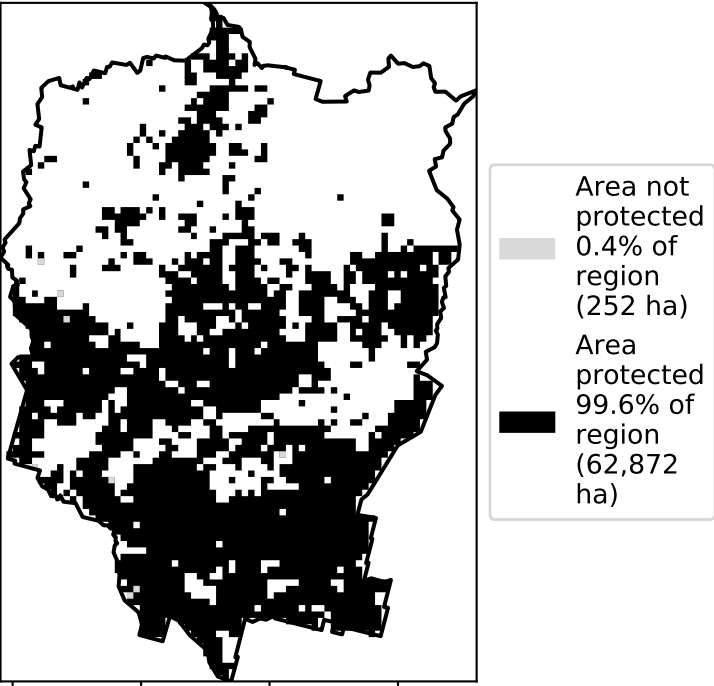 Area not
protected
0.4% of
region
(252 ha)
Area
protected
99.6% of
region
(62,872
ha)